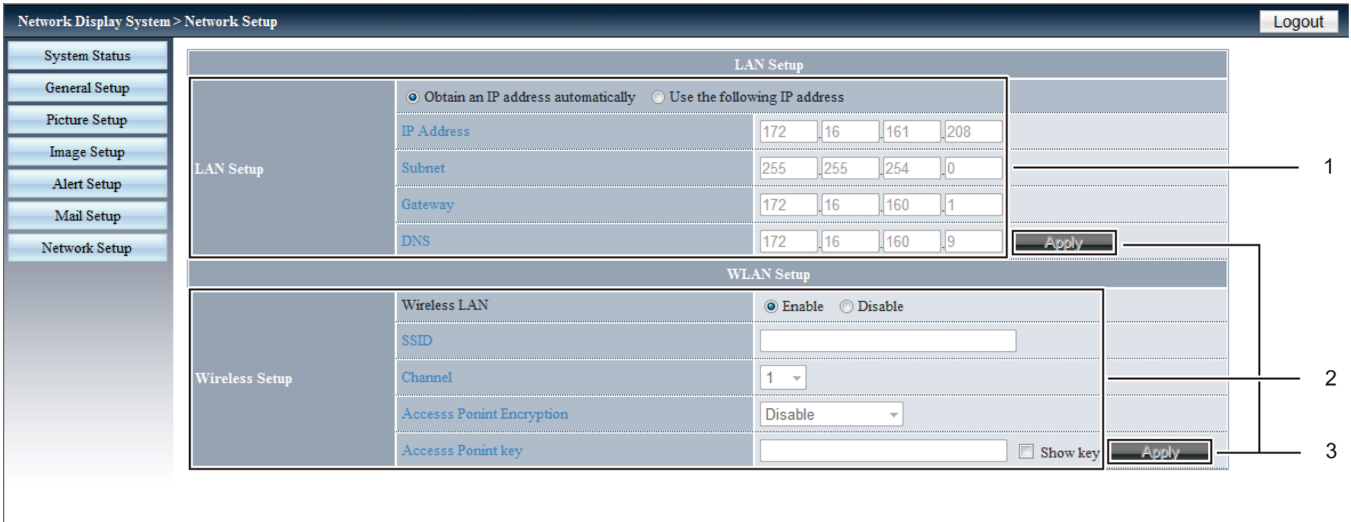 Network Display System > Network Setup
Logout
System Status
General Setup
Picture Setup
Image Setup
Alert Setup
Mail Setup
Network Setup
LAN Setup
LAN Setup
Obtain an IP address automatically Use the following IP address
IP Address 172 . 16 . 161 . 208
Subnet 255 . 255 . 254 . 0
1
Gateway 172 . 16 . 160 . 1
DNS 172 . 16 . 160 . 9 Apply
WLAN Setup
Wireless Setup
Wireless LAN Enable Disable
SSID
Channel 1
2
Accesss Ponint Encryption Disable
Accesss Ponint key Show key Apply
3